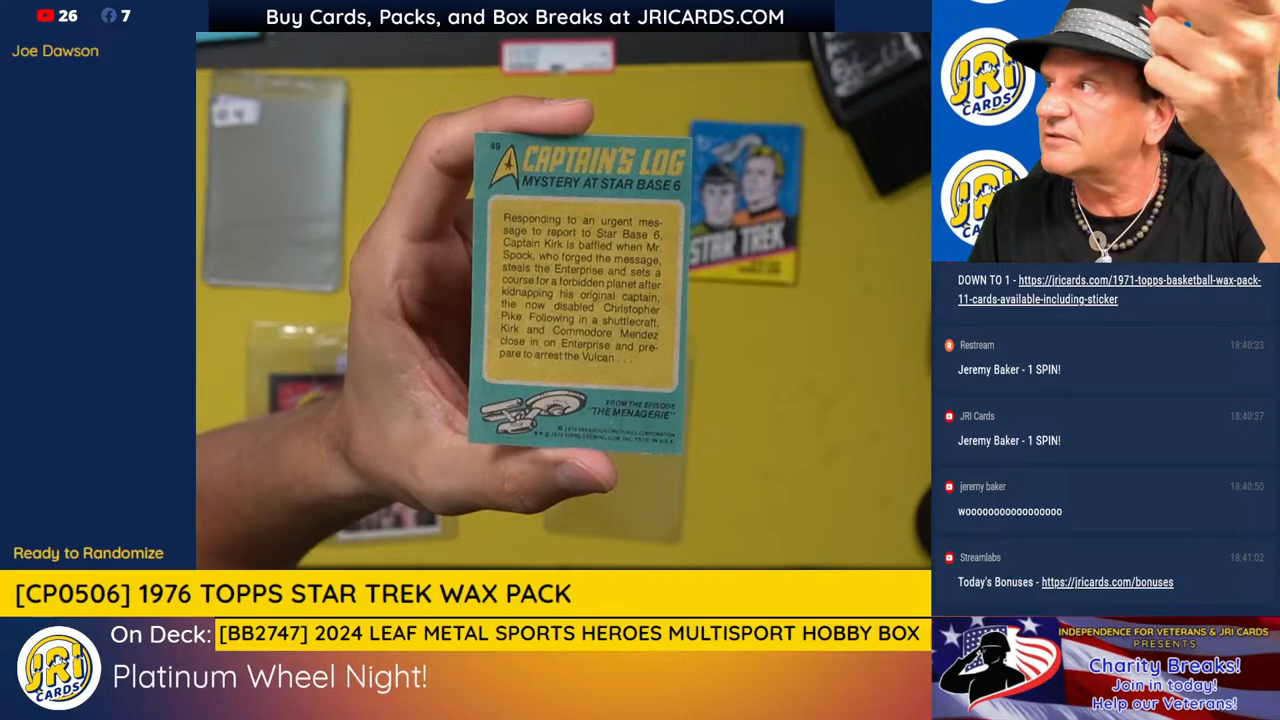 26
7
Buy Cards, Packs, and Box Breaks at JRICARDS.COM
Joe Dawson
49
CAPTAIN'S LOG
MYSTERY AT STAR BASE 6
Responding to an urgent mes-
sage to report to Star Base 6,
Captain Kirk is baffled when Mr.
Spock, who forged the message,
steals the Enterprise and sets a
course for a forbidden planet after
kidnapping his original captain,
the now disabled Christopher
Pike. Following in a shuttlecraft,
Kirk and Commodore Mendez
close in on Enterprise and pre-
pare to arrest the Vulcan . . .
FROM THE EPISODE
"THE MENAGERIE"
© 1976 PARAMOUNT PICTURES CORPORATION
STAR TREK
JRI
CARDS
JRI
DOWN TO 1 - https://jricards.com/1971-topps-basketball-wax-pack-
11-cards-available-including-sticker
Restream
18:40:33
Jeremy Baker - 1 SPIN!
JRI Cards
18:40:37
Jeremy Baker - 1 SPIN!
jeremy baker
18:40:50
woooooooooooooooo
Streamlabs
18:41:02
Today's Bonuses - https://jricards.com/bonuses
Ready to Randomize
[CP0506] 1976 TOPPS STAR TREK WAX PACK
On Deck: [BB2747] 2024 LEAF METAL SPORTS HEROES MULTISPORT HOBBY BOX
JRI
CARDS
Platinum Wheel Night!
INDEPENDENCE FOR VETERANS & JRI CARDS
PRESENTS
Charity Breaks!
Join in today!
Help our Veterans!